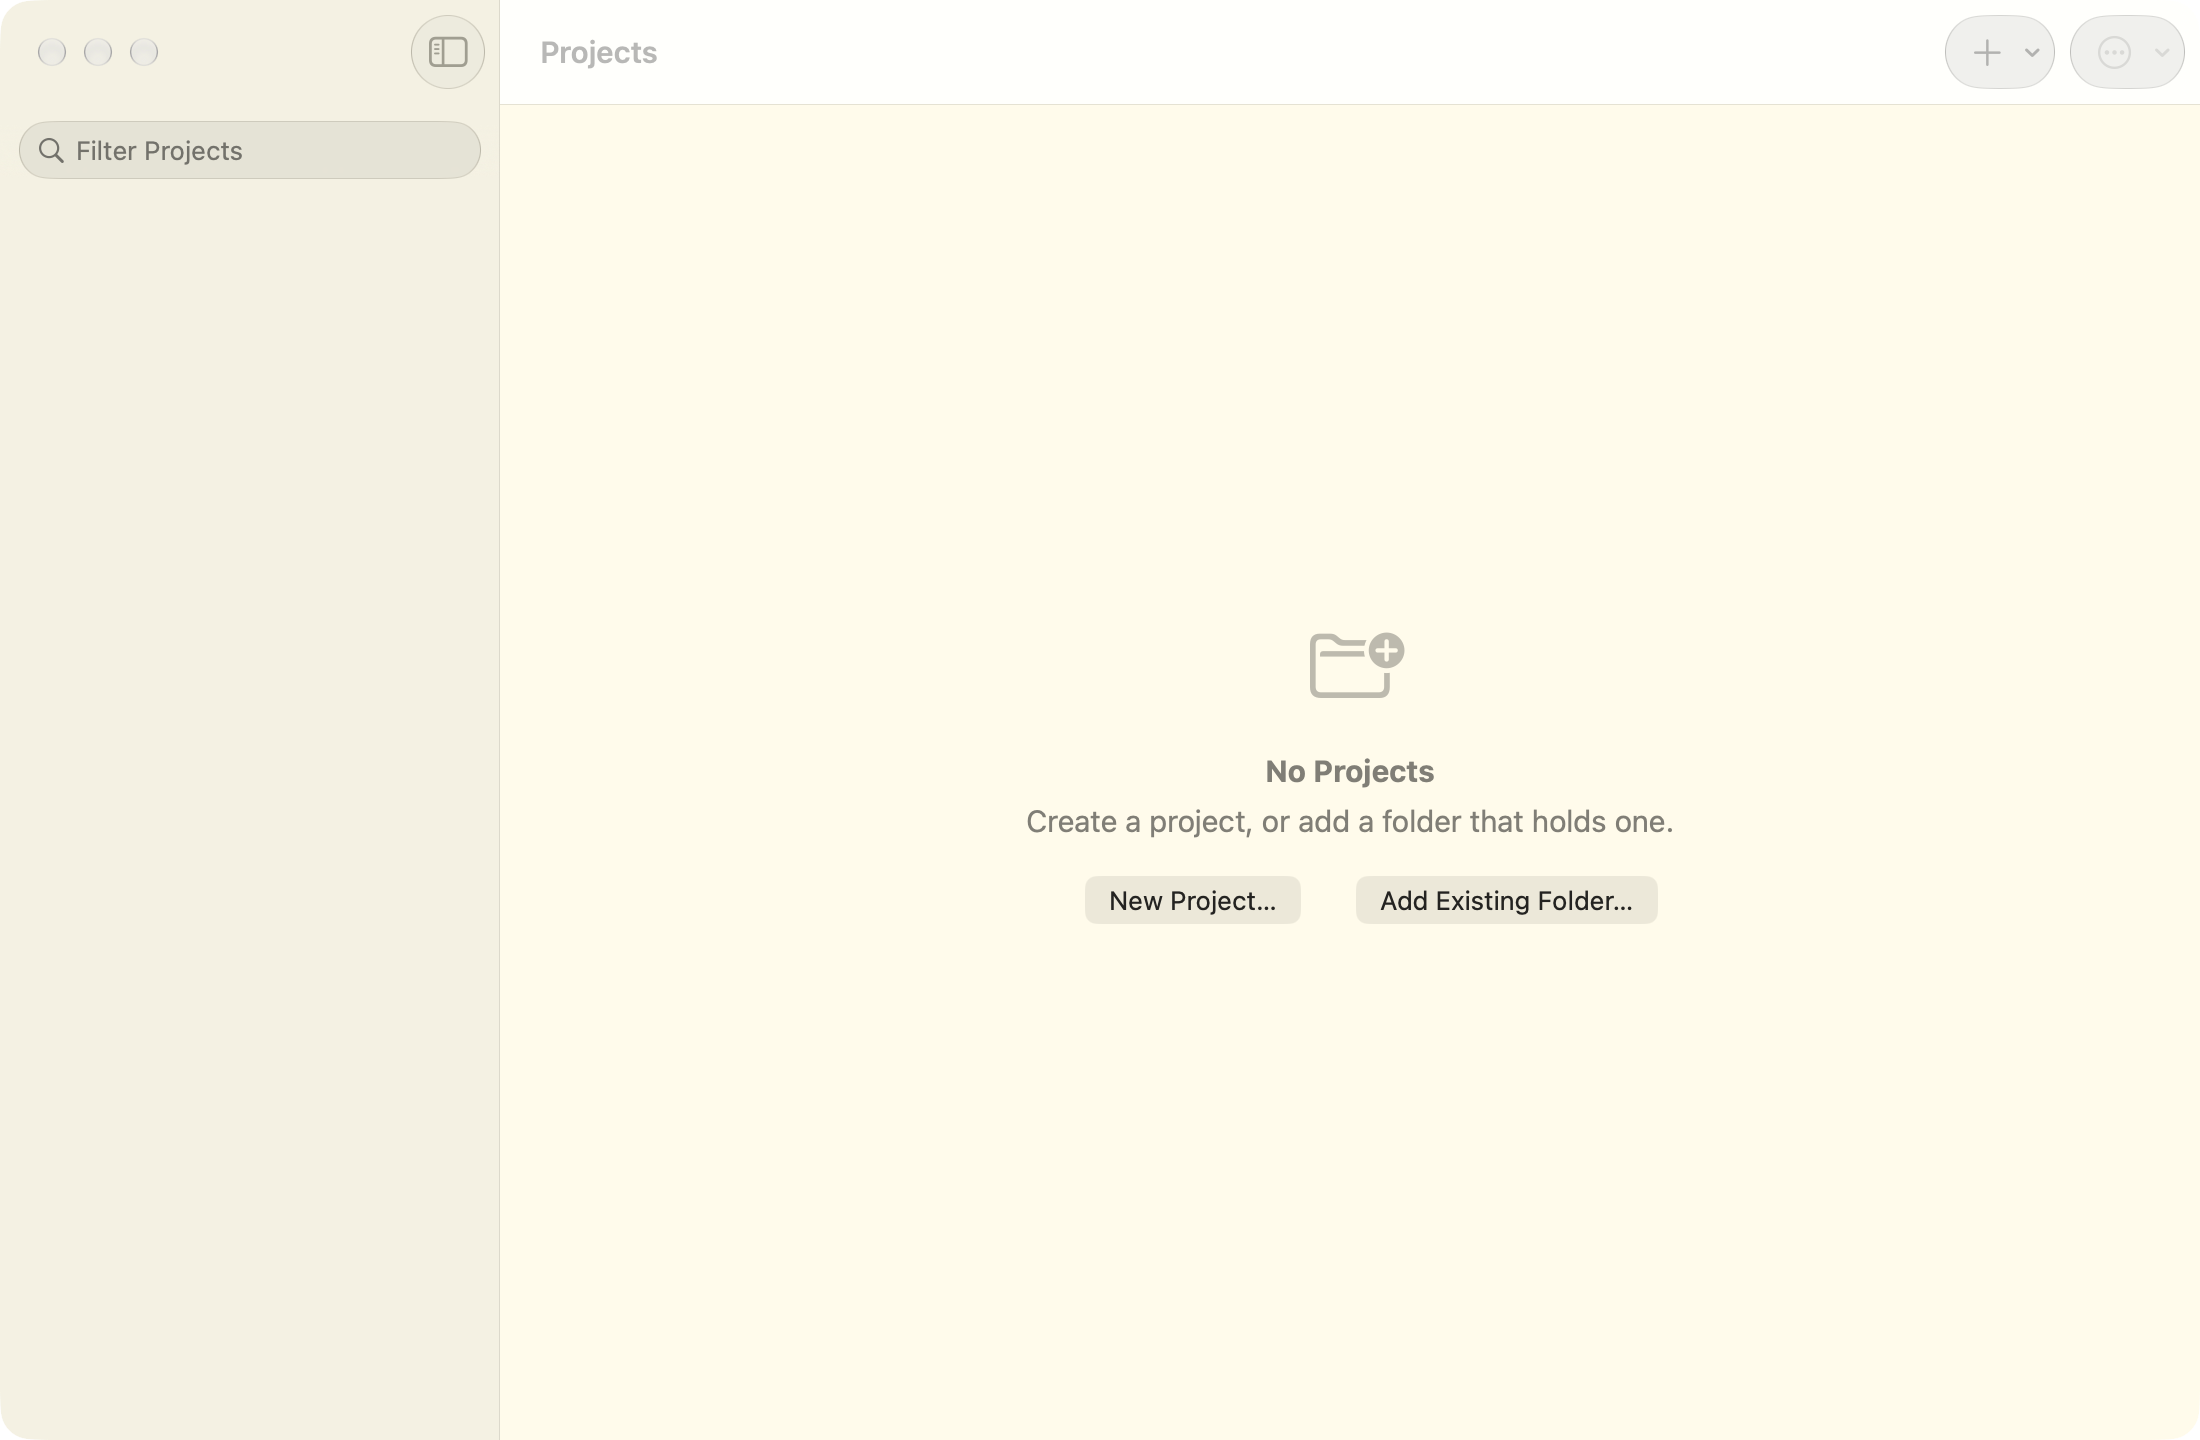 Projects
Filter Projects
No Projects
Create a project, or add a folder that holds one.
New Project...
Add Existing Folder...